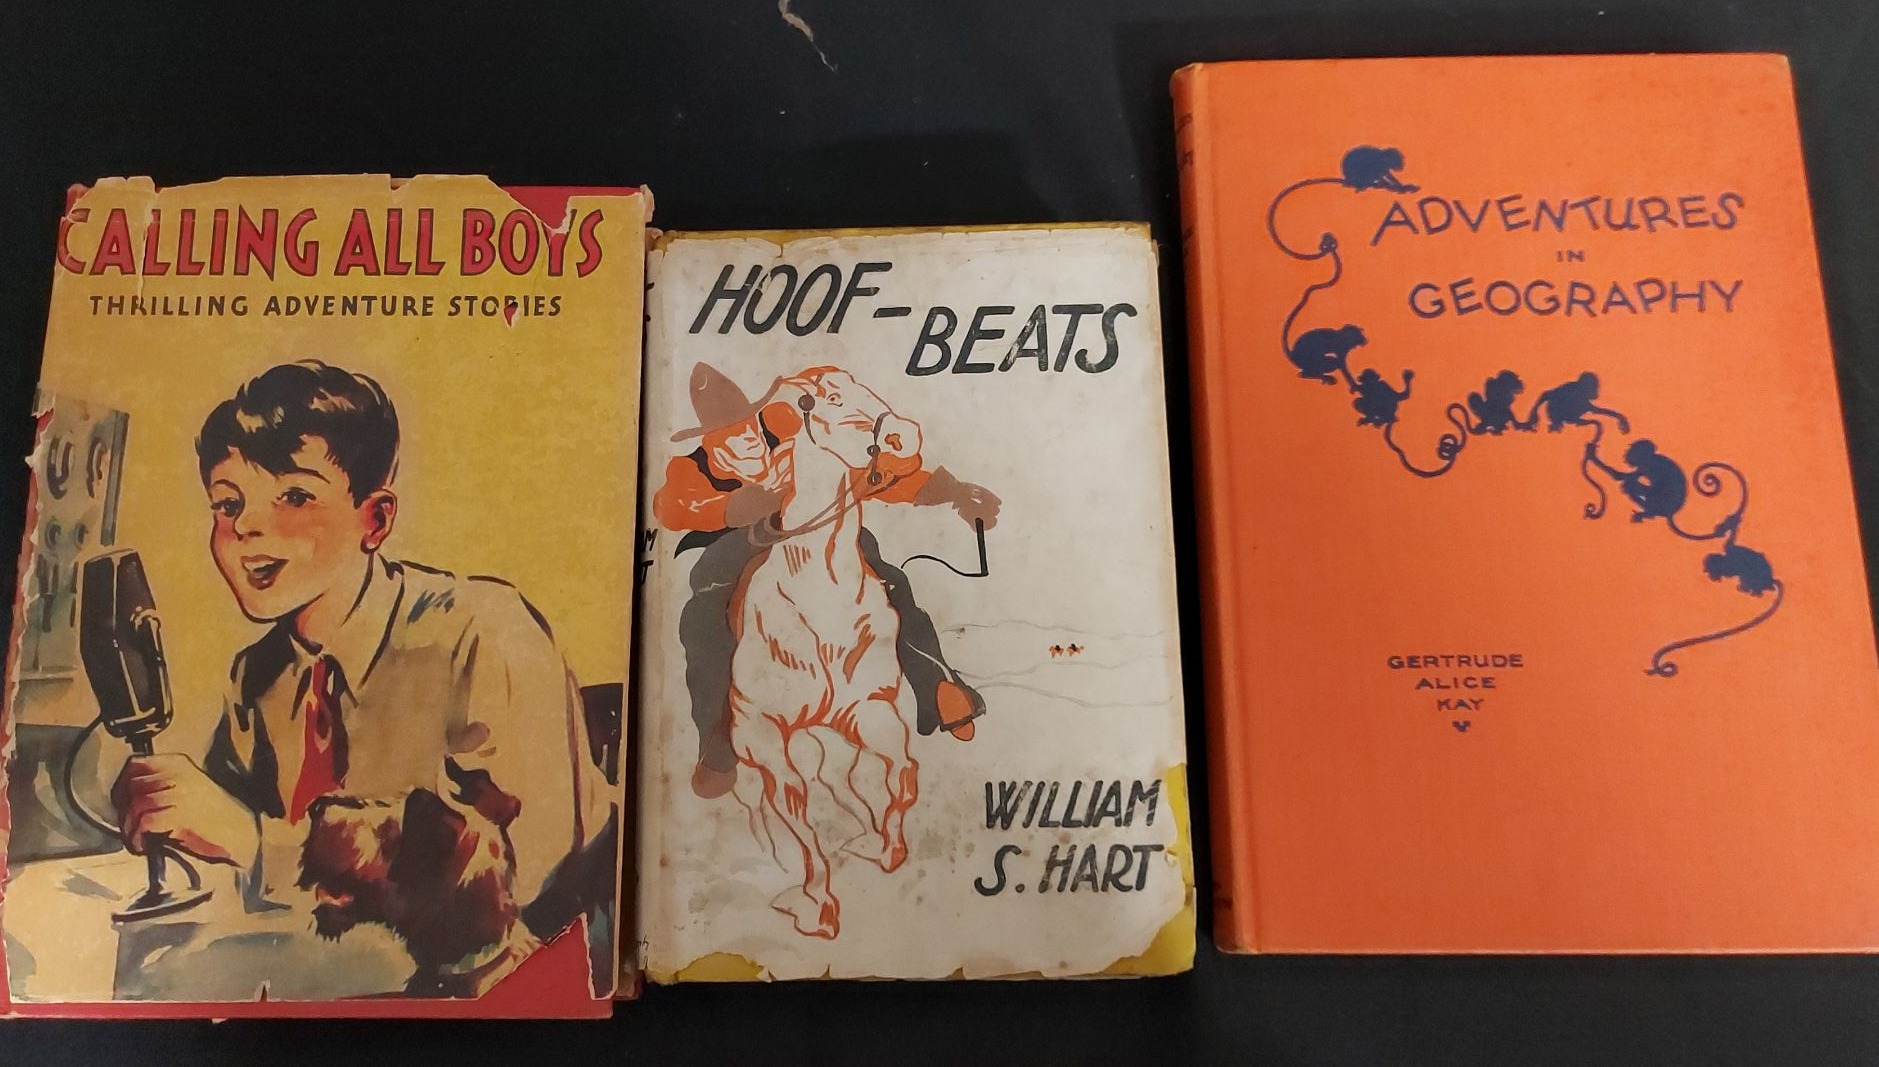 CALLING ALL BOYS
THRILLING ADVENTURE STORIES
HOOF-
BEATS
WILLIAM
S. HART
ADVENTURES
IN
GEOGRAPHY
GERTRUDE
ALICE
KAY